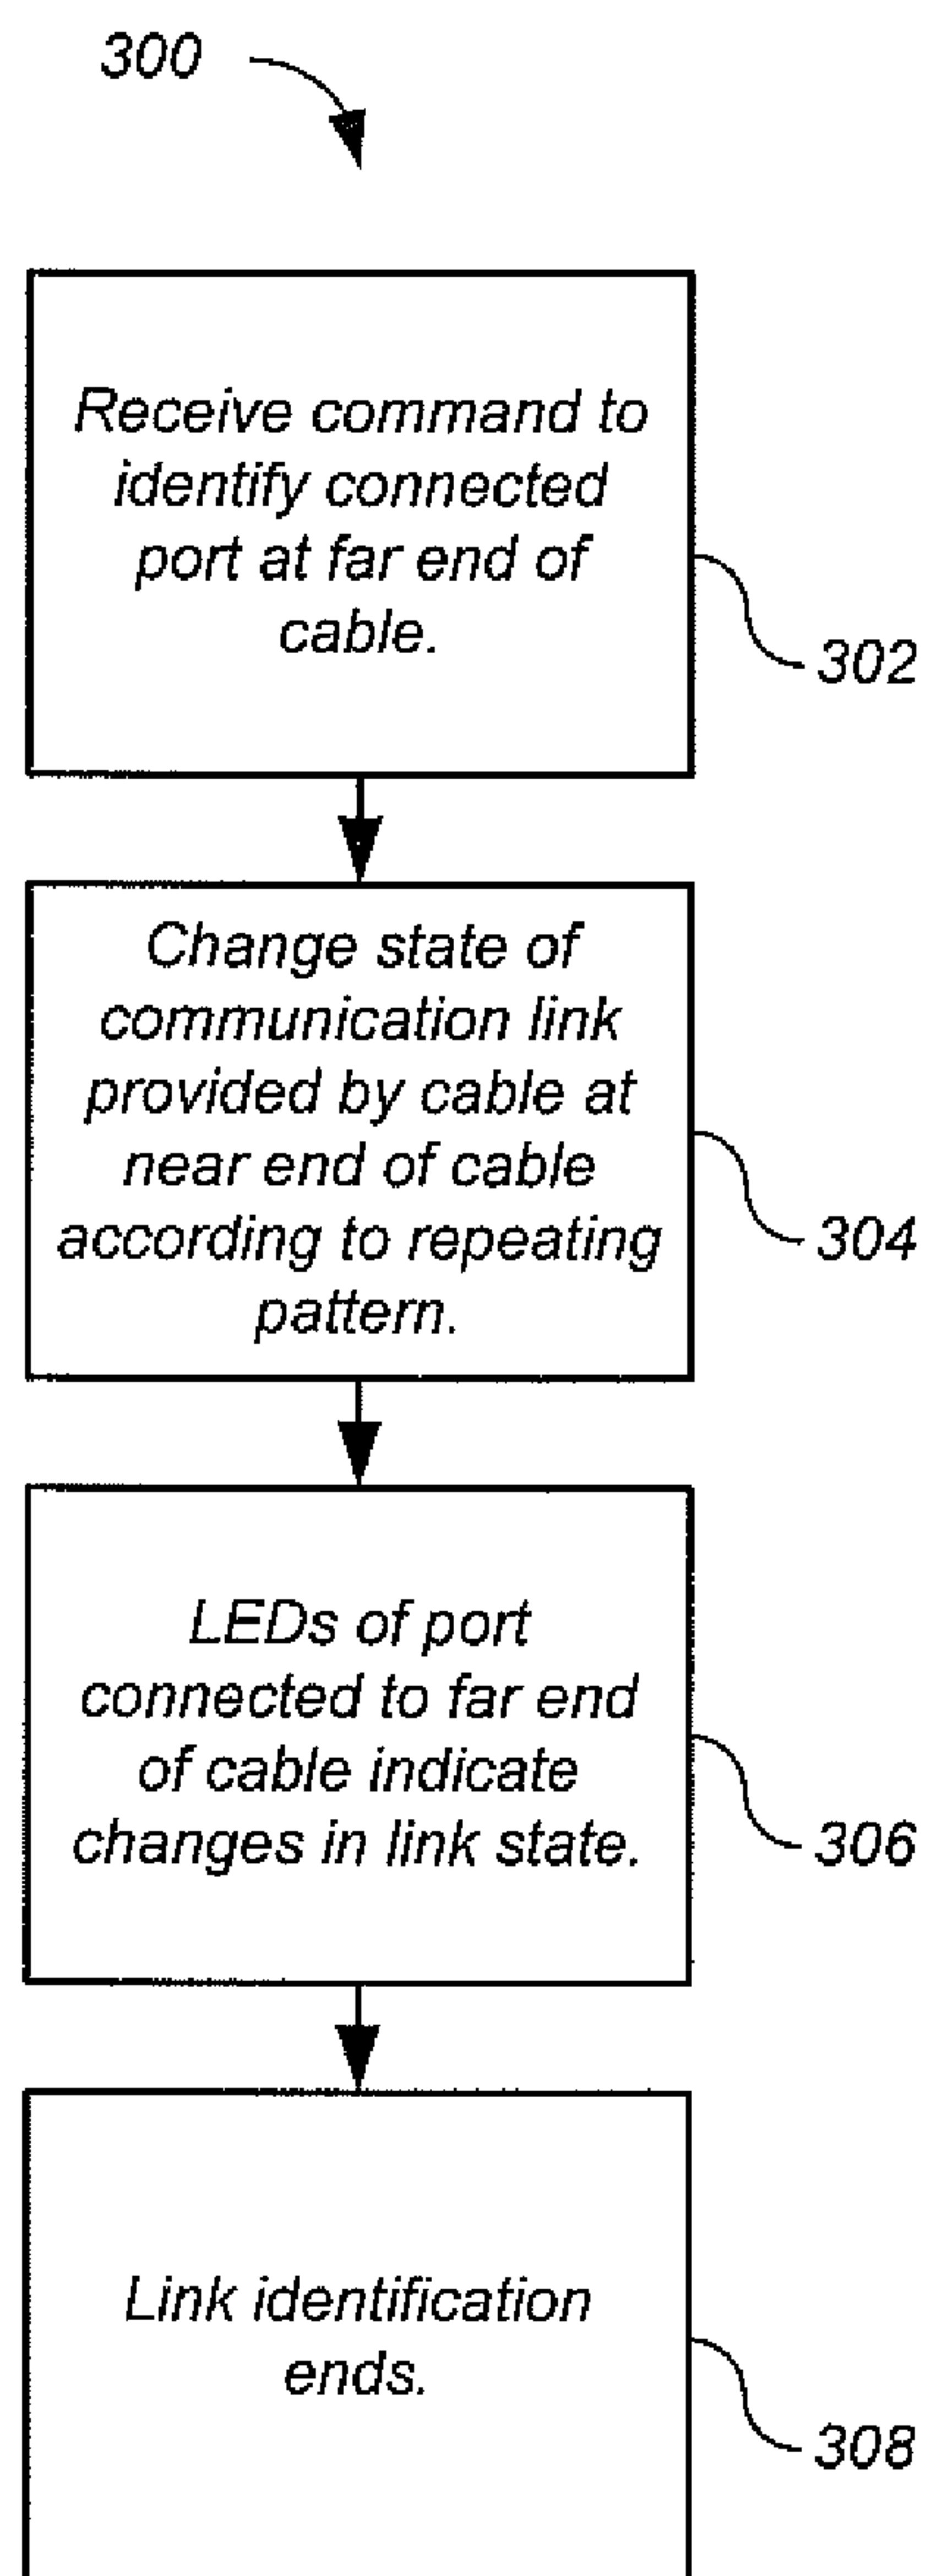 300
Receive command to
identify connected
port at far end of
cable.
302
Change state of
communication link
provided by cable at
near end of cable
according to repeating
pattern.
304
LEDs of port
connected to far end
of cable indicate
changes in link state.
306
Link identification
ends.
308